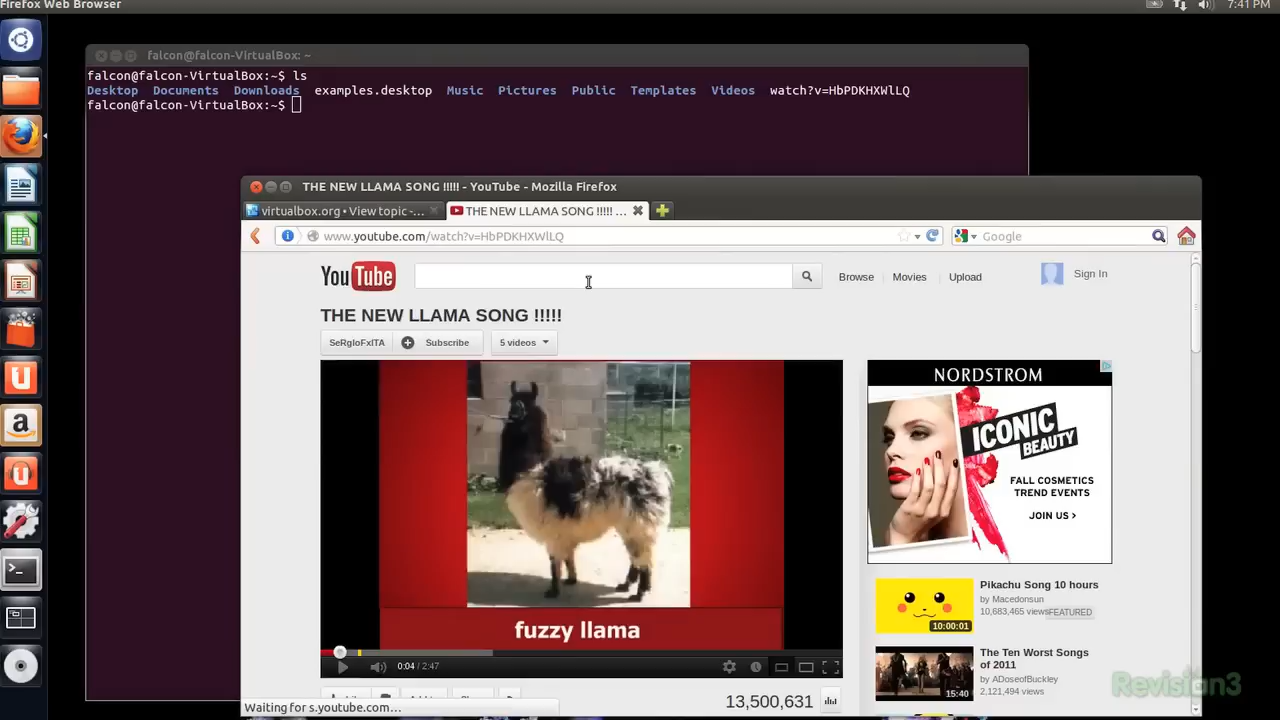 Firefox Web Browser
7:41 PM
falcon@falcon-VirtualBox: ~
falcon@falcon-VirtualBox:~$ ls
Desktop Documents Downloads examples.desktop Music Pictures Public Templates Videos watch?v=HbPDKHXWlLQ
falcon@falcon-VirtualBox:~$
THE NEW LLAMA SONG !!!!! - YouTube - Mozilla Firefox
virtualbox.org • View topic -...
THE NEW LLAMA SONG !!!!! ...
www.youtube.com/watch?v=HbPDKHXWlLQ
Google
YouTube
Browse
Movies
Upload
Sign In
THE NEW LLAMA SONG !!!!!
SeRgIoFxITA
Subscribe
5 videos
NORDSTROM
ICONIC
BEAUTY
FALL COSMETICS
TREND EVENTS
JOIN US >
fuzzy llama
0:04 / 2:47
Pikachu Song 10 hours
by Macedonsun
10,683,465 views
FEATURED
10:00:01
The Ten Worst Songs
of 2011
by ADoseofBuckley
2,121,494 views
15:40
13,500,631
Waiting for s.youtube.com...
Revision3